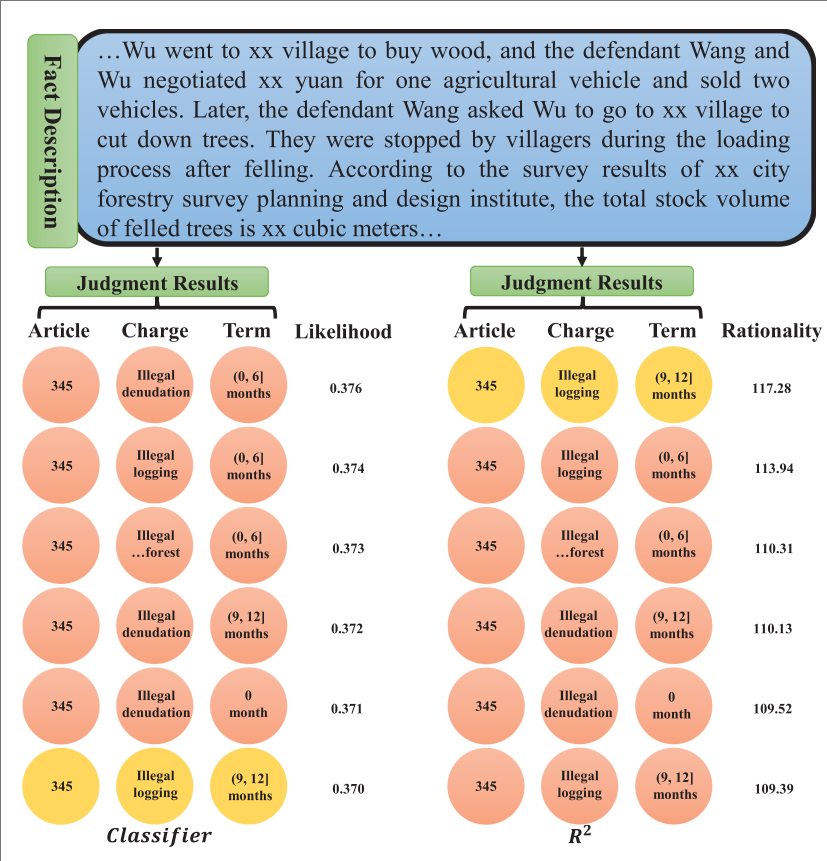 Fact Description
…Wu went to xx village to buy wood, and the defendant Wang and
Wu negotiated xx yuan for one agricultural vehicle and sold two
vehicles. Later, the defendant Wang asked Wu to go to xx village to
cut down trees. They were stopped by villagers during the loading
process after felling. According to the survey results of xx city
forestry survey planning and design institute, the total stock volume
of felled trees is xx cubic meters…
Judgment Results
Article Charge Term Likelihood
345 Illegal denudation (0, 6] months 0.376
345 Illegal logging (0, 6] months 0.374
345 Illegal …forest (0, 6] months 0.373
345 Illegal denudation (9, 12] months 0.372
345 Illegal denudation 0 month 0.371
345 Illegal logging (9, 12] months 0.370
Classifier
Judgment Results
Article Charge Term Rationality
345 Illegal logging (9, 12] months 117.28
345 Illegal logging (0, 6] months 113.94
345 Illegal …forest (0, 6] months 110.31
345 Illegal denudation (9, 12] months 110.13
345 Illegal denudation 0 month 109.52
345 Illegal logging (9, 12] months 109.39
R²